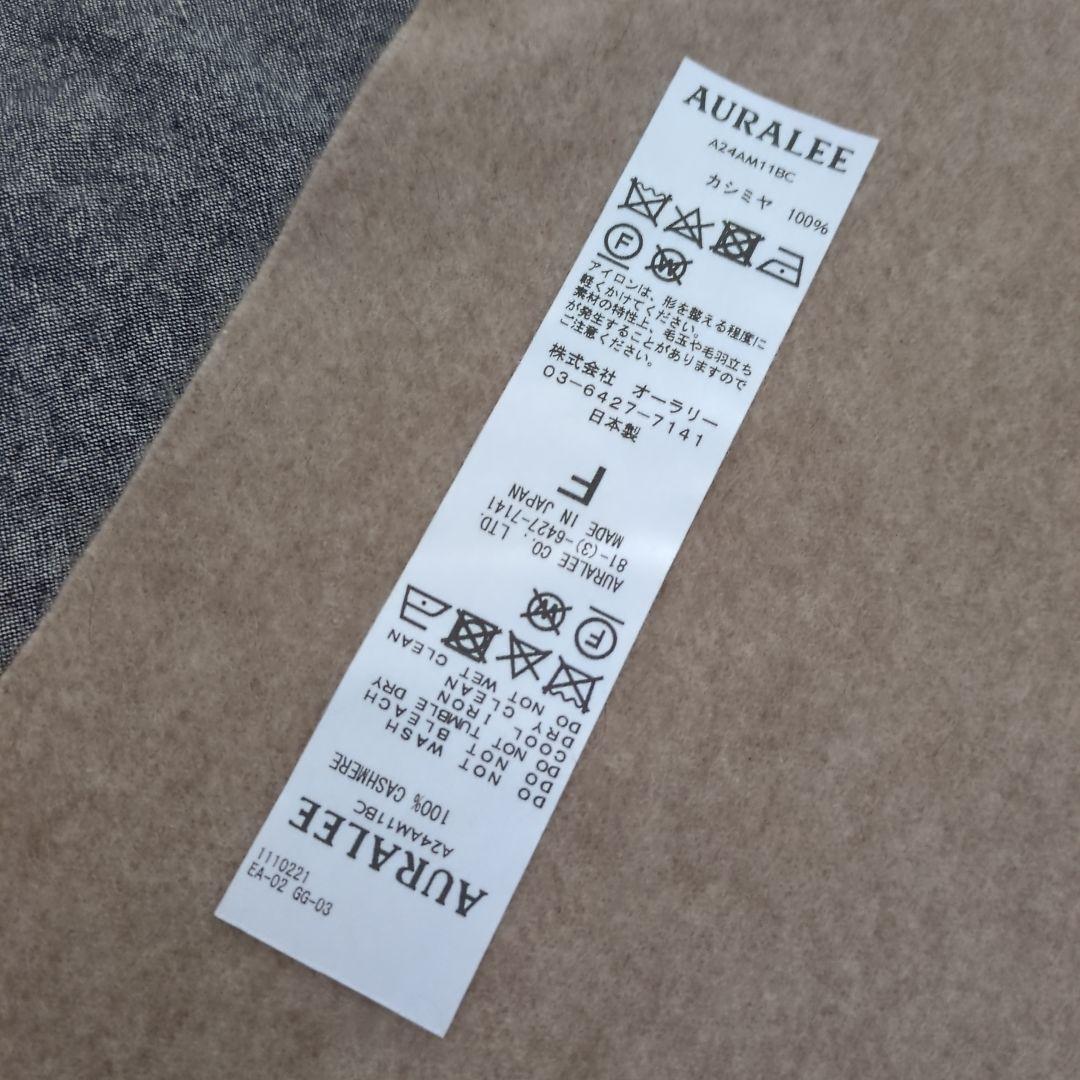 AURALEE
A24AM11BC
カシミヤ 100%
F
アイロンは、形を整える程度に
軽くかけてください。
素材の特性上、毛玉や毛羽立ち
が発生することがありますので
ご注意ください。
株式会社 オーラリー
03-6427-7141
日本製
F
AURALEE
A24AM11BC
100% CASHMERE
DO NOT WASH
DO NOT BLEACH
DO NOT TUMBLE DRY
COOL IRON
DRY CLEAN
DO NOT WET CLEAN
F
AURALEE CO., LTD.
81-(3)-6427-7141
MADE IN JAPAN
1110221
EA-02 GG-03